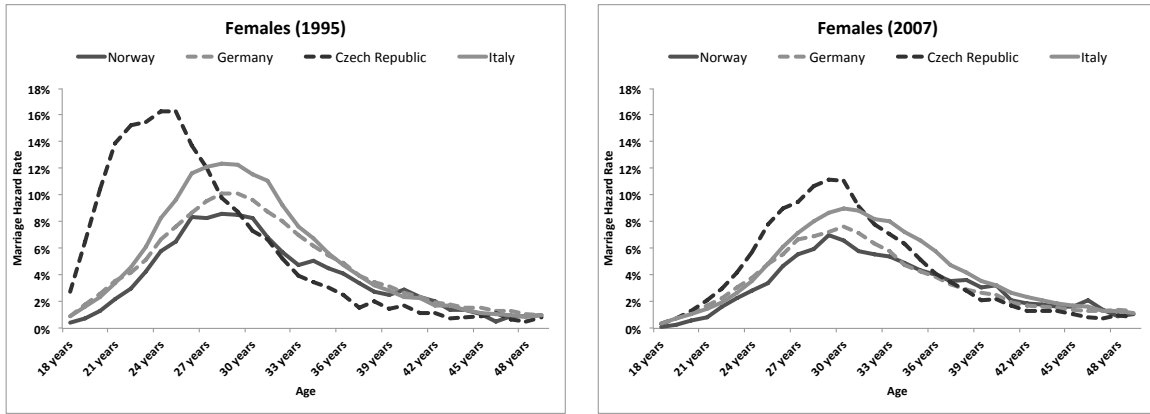 Females (1995)
Norway Germany Czech Republic Italy
18%
16%
14%
12%
10%
8%
6%
4%
2%
0%
Marriage Hazard Rate
18 years 21 years 24 years 27 years 30 years 33 years 36 years 39 years 42 years 45 years 48 years
Age
Females (2007)
Norway Germany Czech Republic Italy
18%
16%
14%
12%
10%
8%
6%
4%
2%
0%
Marriage Hazard Rate
18 years 21 years 24 years 27 years 30 years 33 years 36 years 39 years 42 years 45 years 48 years
Age